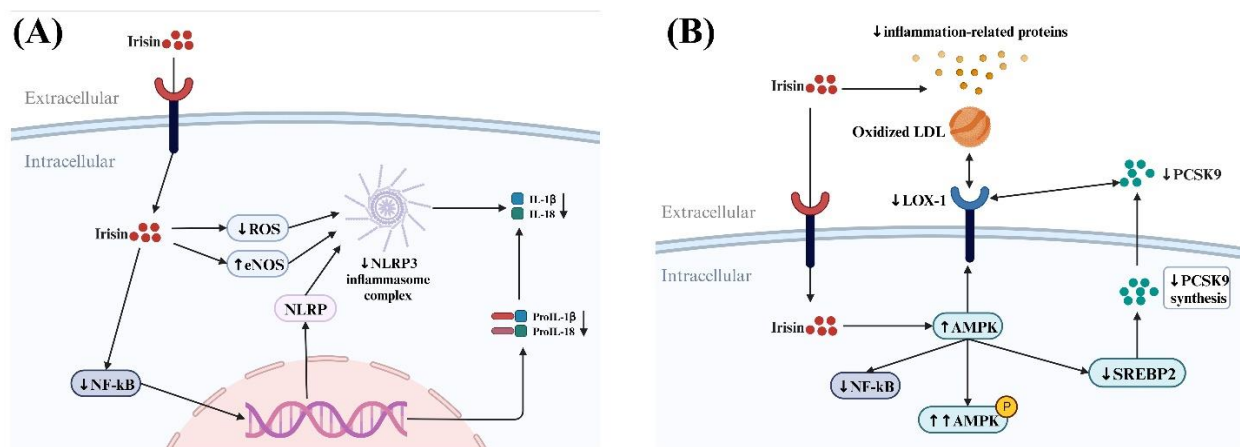 (A)
Irisin
Extracellular
Intracellular
Irisin
↓ROS
↑eNOS
↓NLRP3
inflammasome
complex
IL-1β ↓
IL-18
NLRP
ProIL-1β ↓
ProIL-18
↓NF-kB
(B)
↓inflammation-related proteins
Irisin
Oxidized LDL
↓PCSK9
↓LOX-1
Extracellular
Intracellular
↓PCSK9
synthesis
Irisin
↑AMPK
↓NF-kB
↓SREBP2
↑↑AMPK
P